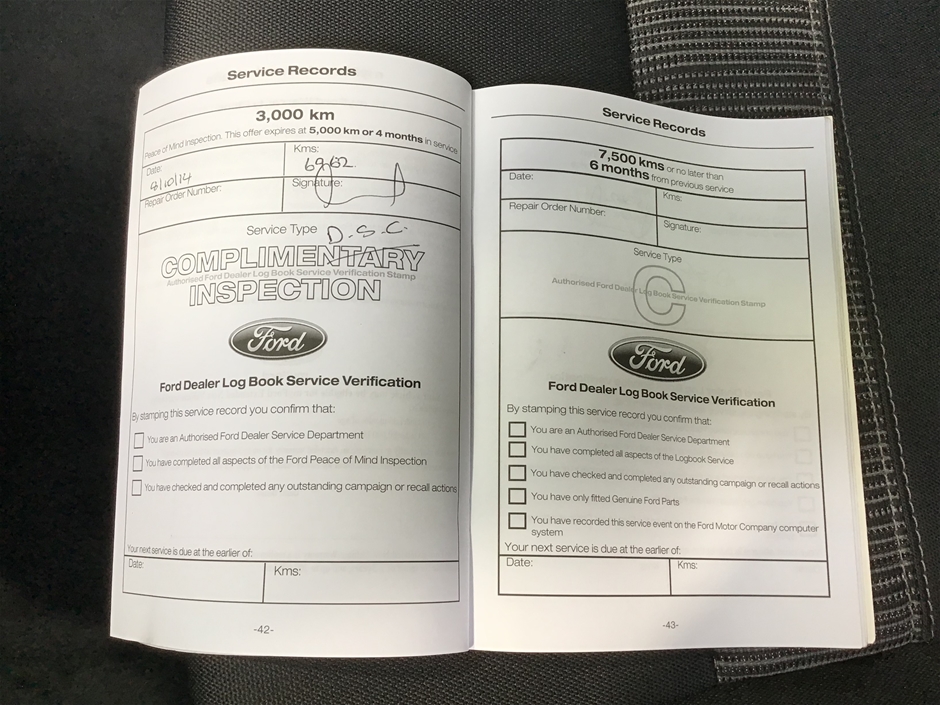 Service Records
3,000 km
Peace of Mind Inspection. This offer expires at 5,000 km or 4 months in service
Date:
8/10/14
Kms:
Repair Order Number:
Signature:
Service Type D.S.C.
COMPLIMENTARY
Authorised Ford Dealer Log Book Service Verification Stamp
INSPECTION
Ford
Ford Dealer Log Book Service Verification
By stamping this service record you confirm that:
You are an Authorised Ford Dealer Service Department
You have completed all aspects of the Ford Peace of Mind Inspection
You have checked and completed any outstanding campaign or recall actions
Your next service is due at the earlier of:
Date:
Kms:
-42-
Service Records
7,500 kms or no later than
6 months from previous service
Date:
Kms:
Repair Order Number:
Signature:
Service Type
C
Authorised Ford Dealer Log Book Service Verification Stamp
Ford
Ford Dealer Log Book Service Verification
By stamping this service record you confirm that:
You are an Authorised Ford Dealer Service Department
You have completed all aspects of the Logbook Service
You have checked and completed any outstanding campaign or recall actions
You have only fitted Genuine Ford Parts
You have recorded this service event on the Ford Motor Company computer
system
Your next service is due at the earlier of:
Date:
Kms:
-43-